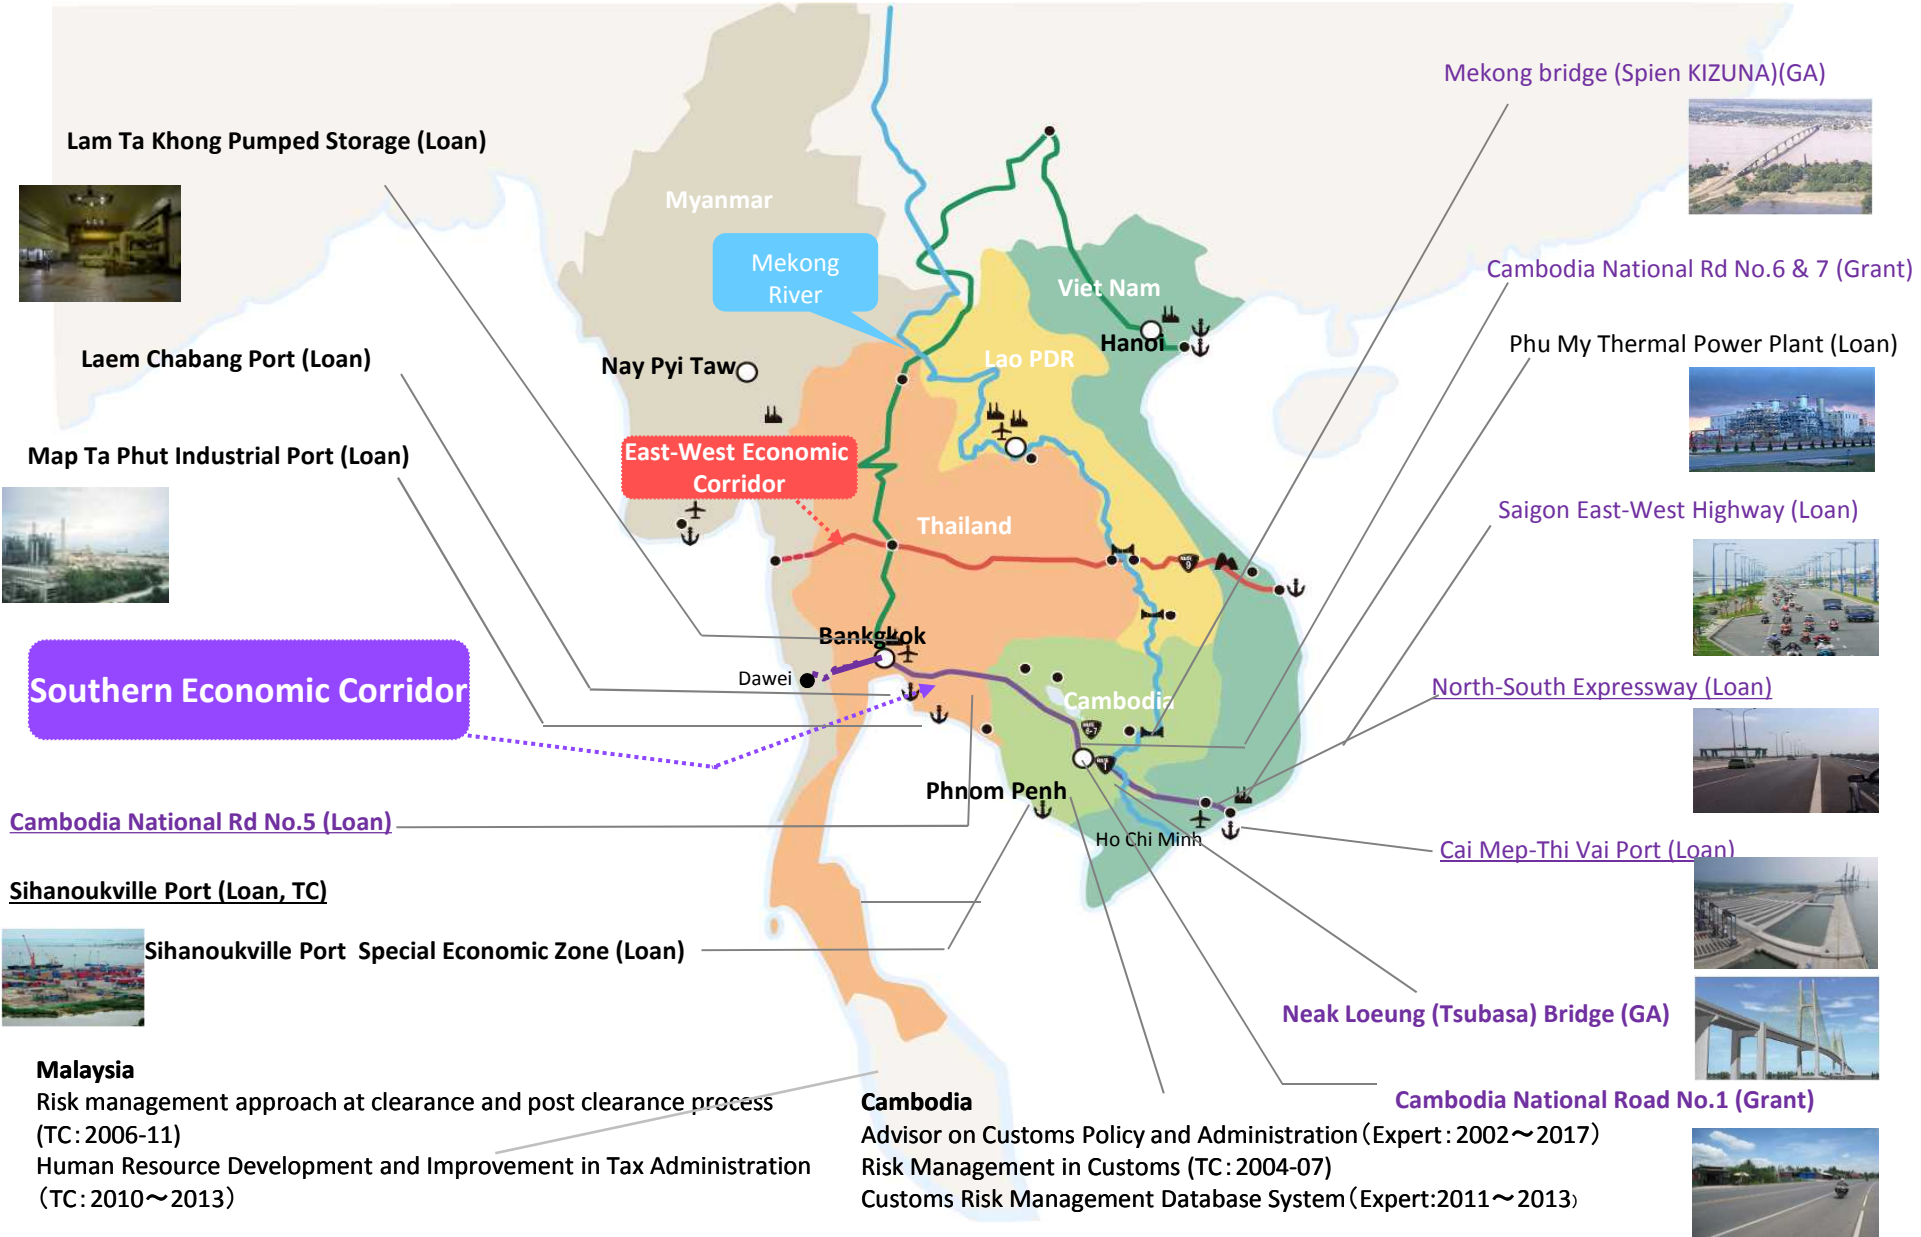 Mekong bridge (Spien KIZUNA)(GA)
Lam Ta Khong Pumped Storage (Loan)
Myanmar
Mekong
River
Cambodia National Rd No.6 & 7 (Grant)
Viet Nam
Hanoi
Phu My Thermal Power Plant (Loan)
Laem Chabang Port (Loan)
Nay Pyi Taw
Lao PDR
Map Ta Phut Industrial Port (Loan)
East-West Economic
Corridor
Saigon East-West Highway (Loan)
Thailand
9
Bankgkok
Southern Economic Corridor
Dawei
Cambodia
North-South Expressway (Loan)
6-7
1
Phnom Penh
Cambodia National Rd No.5 (Loan)
Ho Chi Minh
Cai Mep-Thi Vai Port (Loan)
Sihanoukville Port (Loan, TC)
Sihanoukville Port Special Economic Zone (Loan)
Neak Loeung (Tsubasa) Bridge (GA)
Cambodia National Road No.1 (Grant)
Malaysia
Risk management approach at clearance and post clearance process
(TC：2006-11)
Human Resource Development and Improvement in Tax Administration
（TC：2010～2013）
Cambodia
Advisor on Customs Policy and Administration（Expert：2002～2017）
Risk Management in Customs (TC：2004-07)
Customs Risk Management Database System（Expert:2011～2013）